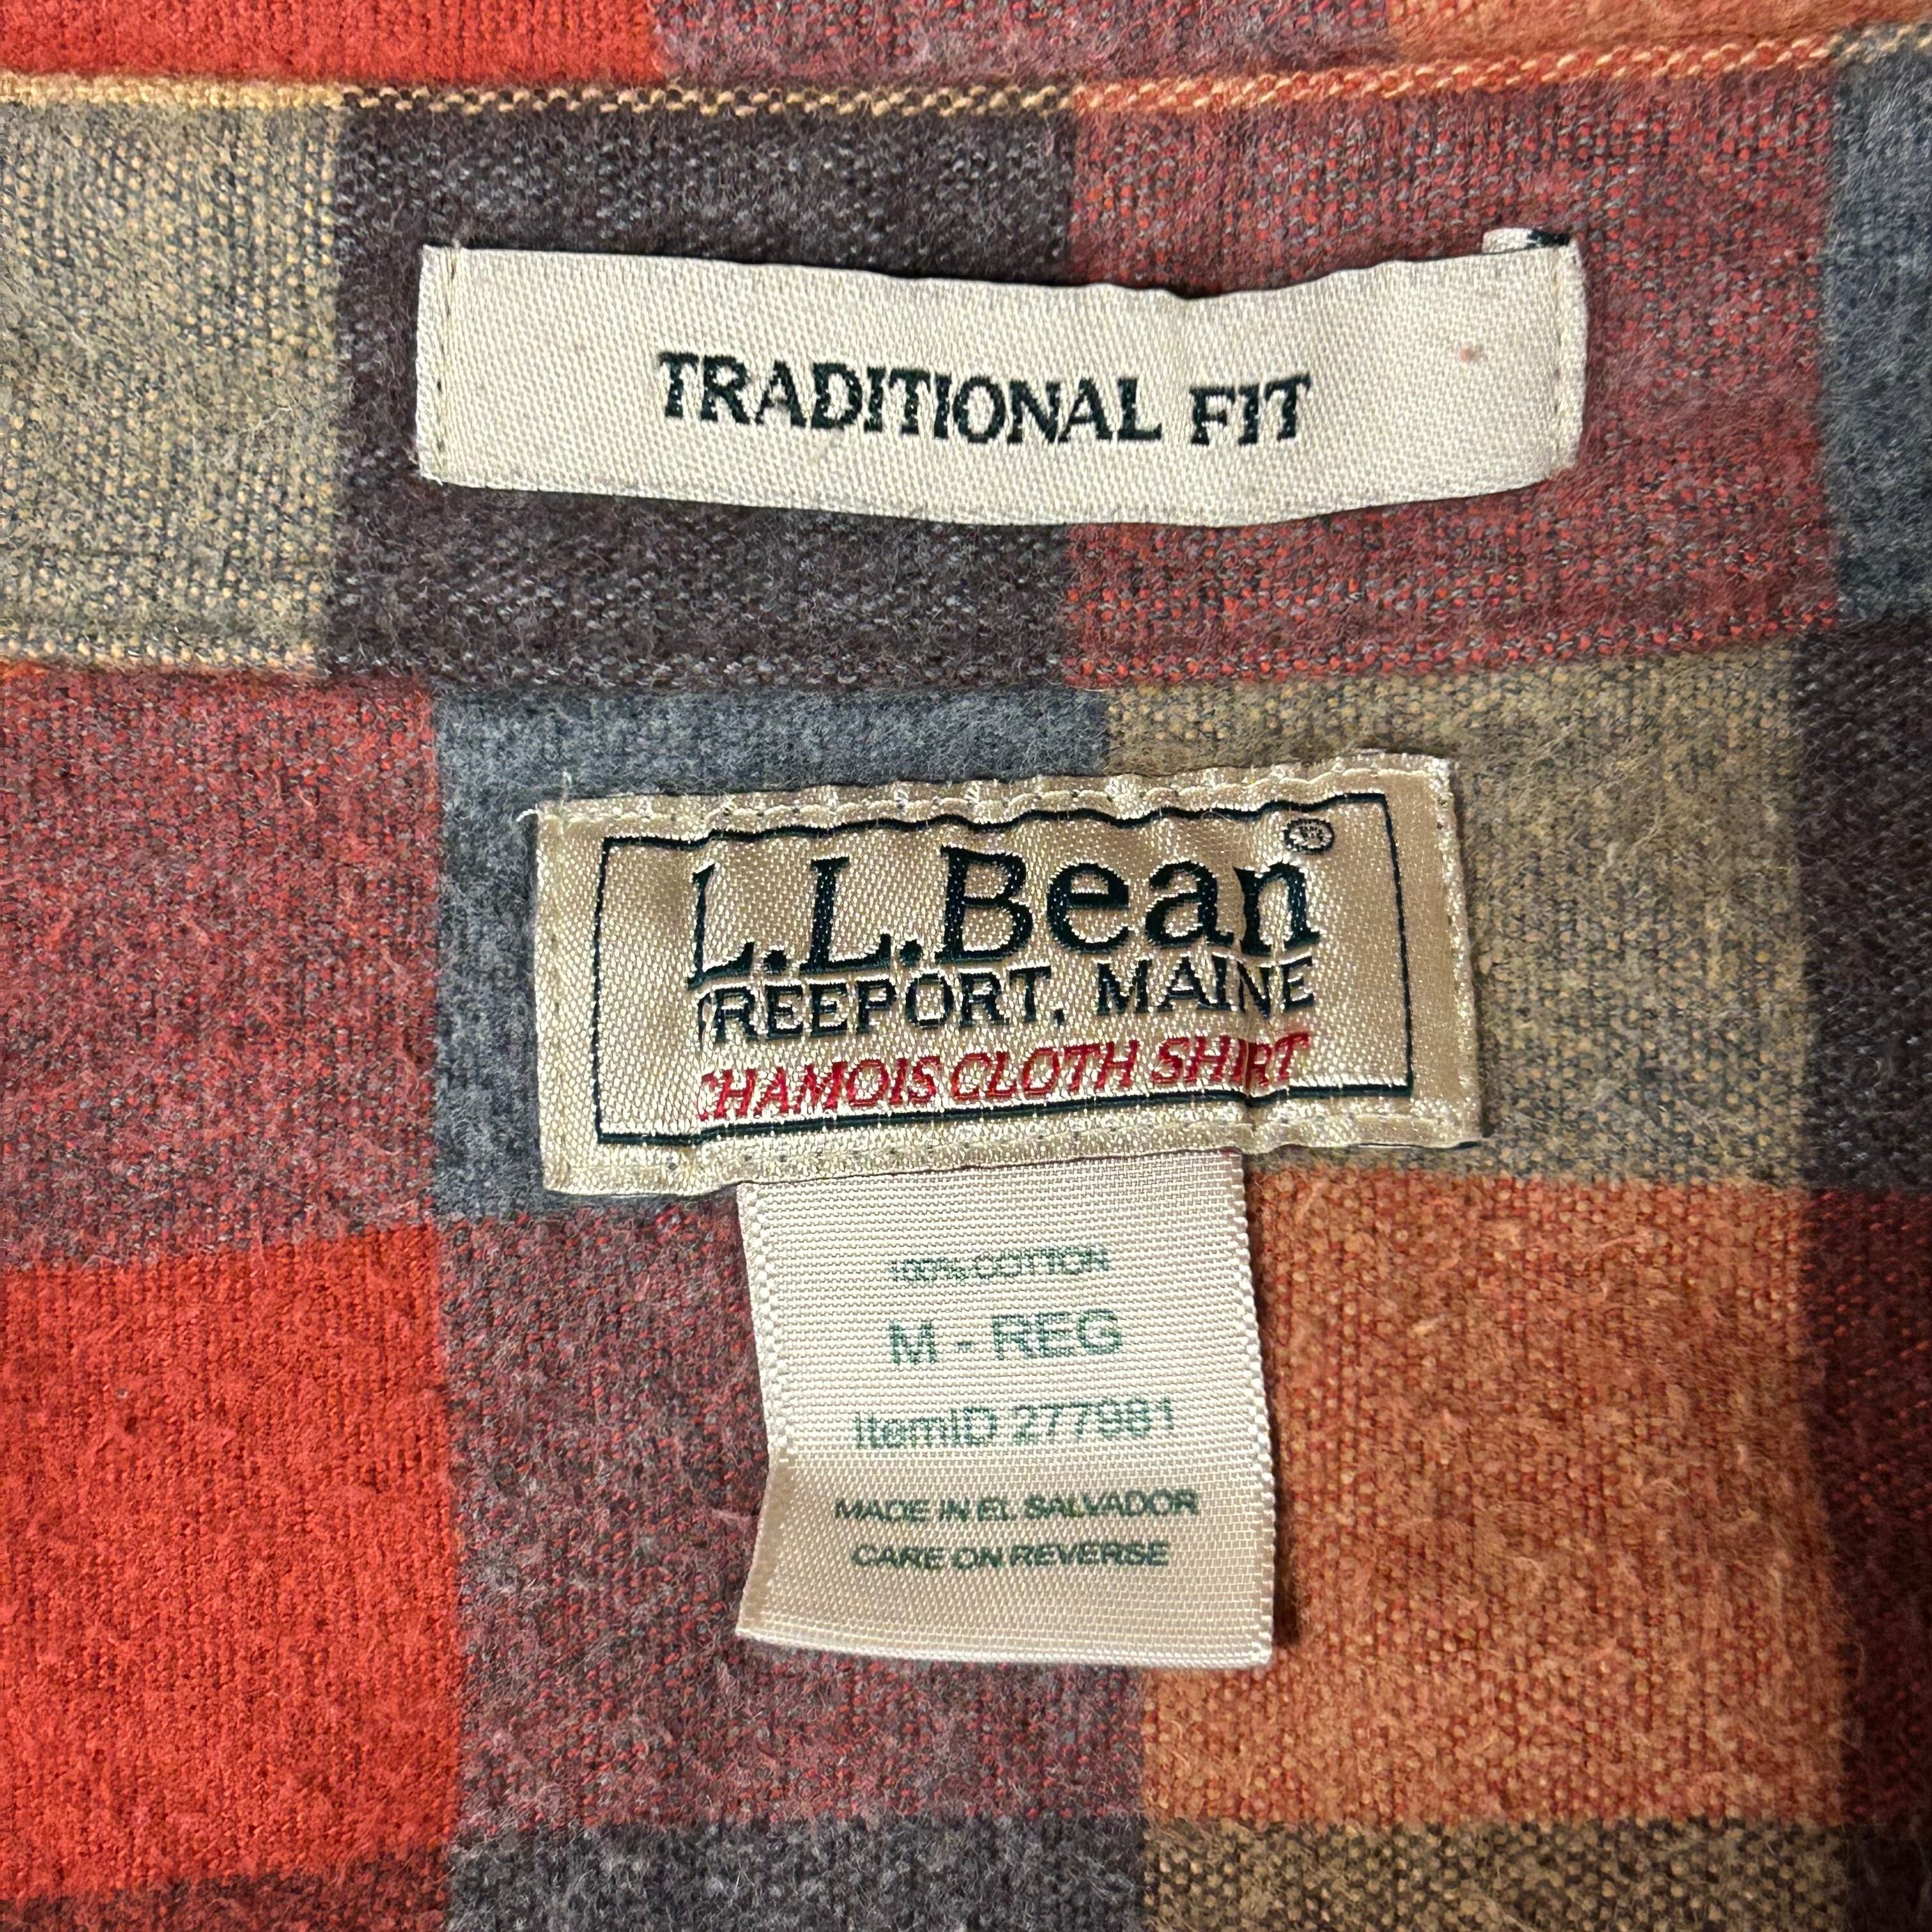 TRADITIONAL FIT
L.L.Bean®
FREEPORT, MAINE
CHAMOIS CLOTH SHIRT
100% COTTON
M - REG
ItemID 277981
MADE IN EL SALVADOR
CARE ON REVERSE